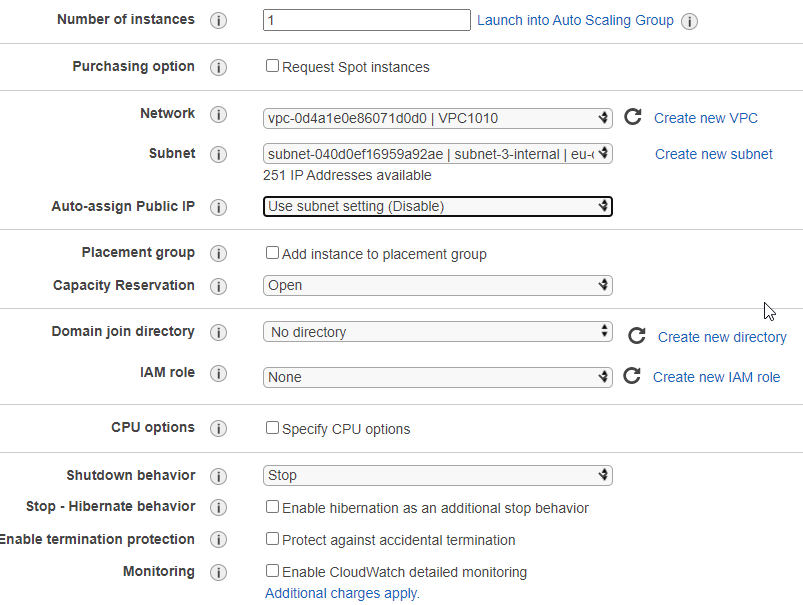 Number of instances 1 Launch into Auto Scaling Group
Purchasing option Request Spot instances
Network vpc-0d4a1e0e86071d0d0 | VPC1010 Create new VPC
Subnet subnet-040d0ef16959a92ae | subnet-3-internal | eu-c Create new subnet
251 IP Addresses available
Auto-assign Public IP Use subnet setting (Disable)
Placement group Add instance to placement group
Capacity Reservation Open
Domain join directory No directory Create new directory
IAM role None Create new IAM role
CPU options Specify CPU options
Shutdown behavior Stop
Stop - Hibernate behavior Enable hibernation as an additional stop behavior
Enable termination protection Protect against accidental termination
Monitoring Enable CloudWatch detailed monitoring
Additional charges apply.